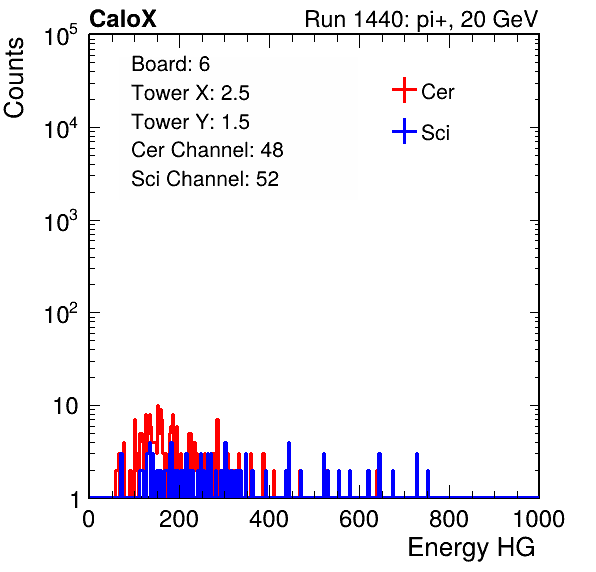 CaloX Run 1440: pi+, 20 GeV
Counts
10^5
10^4
10^3
10^2
10
1
Board: 6
Tower X: 2.5
Tower Y: 1.5
Cer Channel: 48
Sci Channel: 52
Cer
Sci
0 200 400 600 800 1000
Energy HG